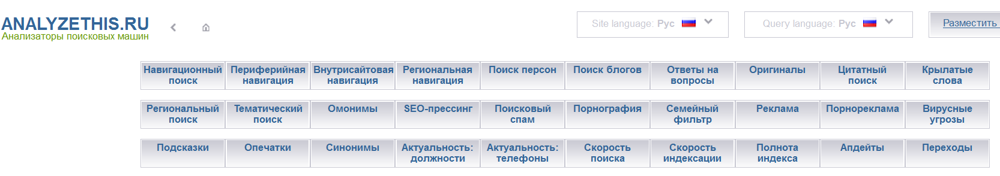 ANALYZETHIS.RU
Анализаторы поисковых машин
Site language: Рус
Query language: Рус
Разместить
Навигационный поиск
Периферийная навигация
Внутрисайтовая навигация
Региональная навигация
Поиск персон
Поиск блогов
Ответы на вопросы
Оригиналы
Цитатный поиск
Крылатые слова
Региональный поиск
Тематический поиск
Омонимы
SEO-прессинг
Поисковый спам
Порнография
Семейный фильтр
Реклама
Порнореклама
Вирусные угрозы
Подсказки
Опечатки
Синонимы
Актуальность: должности
Актуальность: телефоны
Скорость поиска
Скорость индексации
Полнота индекса
Апдейты
Переходы